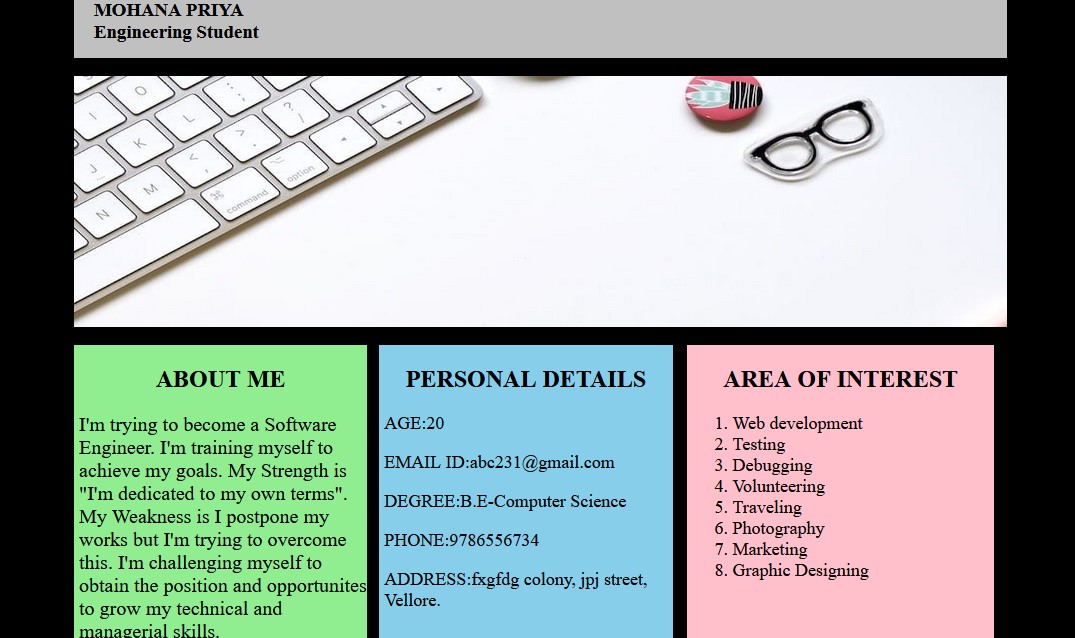 MOHANA PRIYA
Engineering Student
O
: ;
I
L
?
/
K
>
.
J
<
,
option
M
command
N
ABOUT ME
I'm trying to become a Software
Engineer. I'm training myself to
achieve my goals. My Strength is
"I'm dedicated to my own terms".
My Weakness is I postpone my
works but I'm trying to overcome
this. I'm challenging myself to
obtain the position and opportunites
to grow my technical and
managerial skills.
PERSONAL DETAILS
AGE:20
EMAIL ID:abc231@gmail.com
DEGREE:B.E-Computer Science
PHONE:9786556734
ADDRESS:fxgfdg colony, jpj street,
Vellore.
AREA OF INTEREST
1. Web development
2. Testing
3. Debugging
4. Volunteering
5. Traveling
6. Photography
7. Marketing
8. Graphic Designing